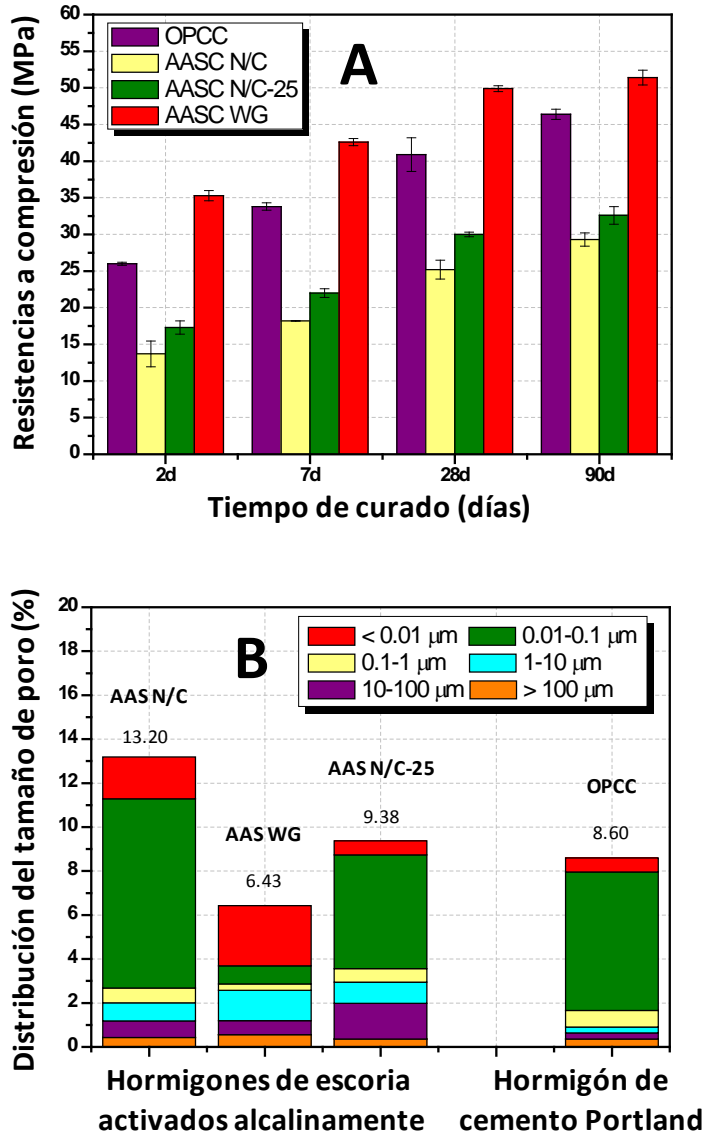 60
55
50
45
40
35
30
25
20
15
10
5
0
Resistencias a compresión (MPa)
OPCC
AASC N/C
AASC N/C-25
AASC WG
A
2d 7d 28d 90d
Tiempo de curado (días)
20
18
16
14
12
10
8
6
4
2
0
Distribución del tamaño de poro (%)
B
< 0.01 μm 0.01-0.1 μm
0.1-1 μm 1-10 μm
10-100 μm > 100 μm
AAS N/C
13.20
AAS WG
6.43
AAS N/C-25
9.38
OPCC
8.60
Hormigones de escoria
activados alcalinamente
Hormigón de
cemento Portland